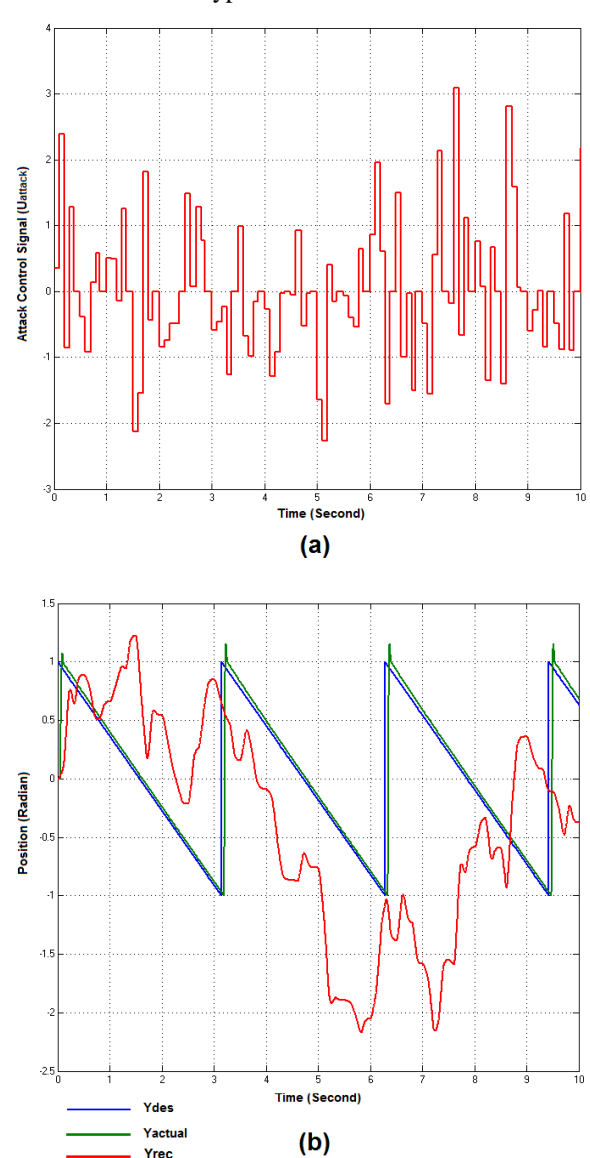 4
3
2
1
0
-1
-2
-3
Attack Control Signal (Uattack)
0 1 2 3 4 5 6 7 8 9 10
Time (Second)
(a)
1.5
1
0.5
0
-0.5
-1
-1.5
-2
-2.5
Position (Radian)
0 1 2 3 4 5 6 7 8 9 10
Time (Second)
Ydes
Yactual
Yrec
(b)